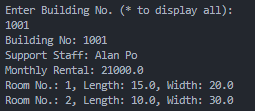 Enter Building No. (* to display all):
1001
Building No: 1001
Support Staff: Alan Po
Monthly Rental: 21000.0
Room No.: 1, Length: 15.0, Width: 20.0
Room No.: 2, Length: 10.0, Width: 30.0